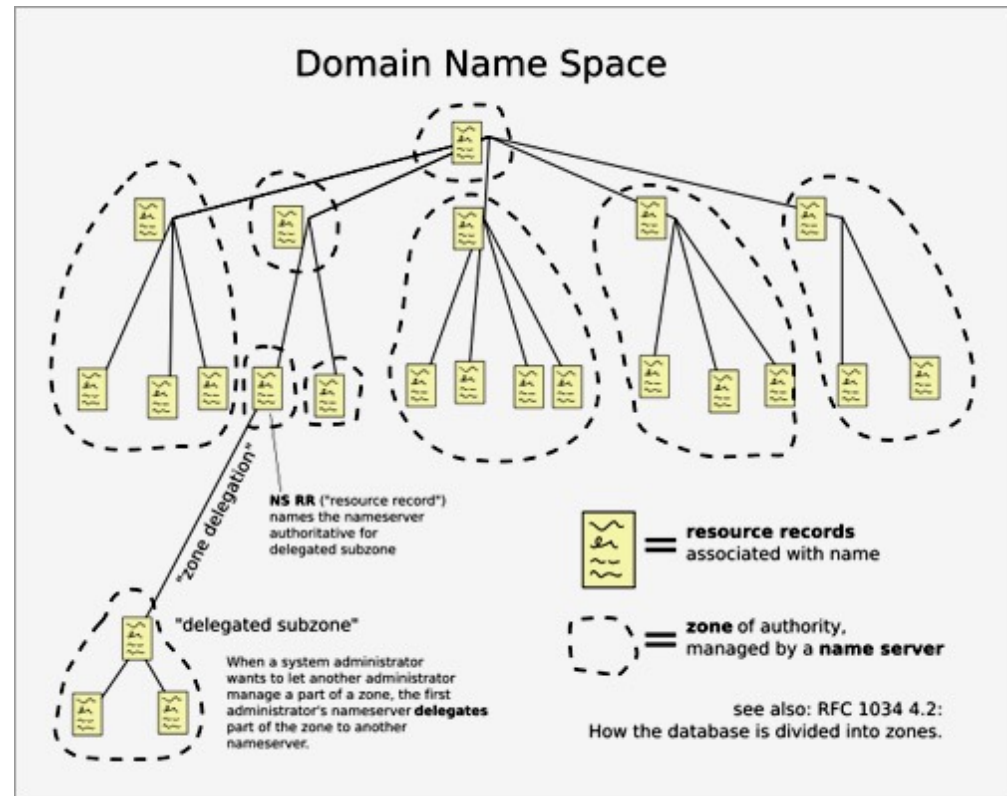 Domain Name Space
"zone delegation"
NS RR ("resource record")
names the nameserver
authoritative for
delegated subzone
= resource records
associated with name
"delegated subzone"
When a system administrator
wants to let another administrator
manage a part of a zone, the first
administrator's nameserver delegates
part of the zone to another
nameserver.
= zone of authority,
managed by a name server
see also: RFC 1034 4.2:
How the database is divided into zones.